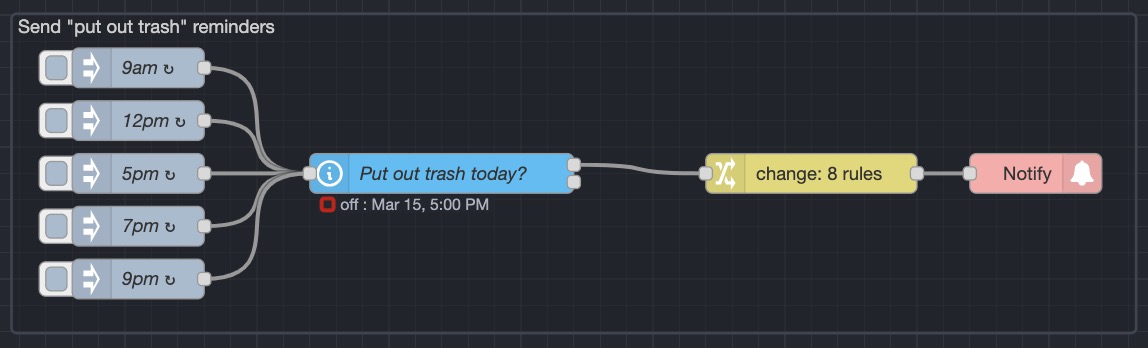 Send "put out trash" reminders
9am ↻
12pm ↻
5pm ↻
7pm ↻
9pm ↻
Put out trash today?
off : Mar 15, 5:00 PM
change: 8 rules
Notify